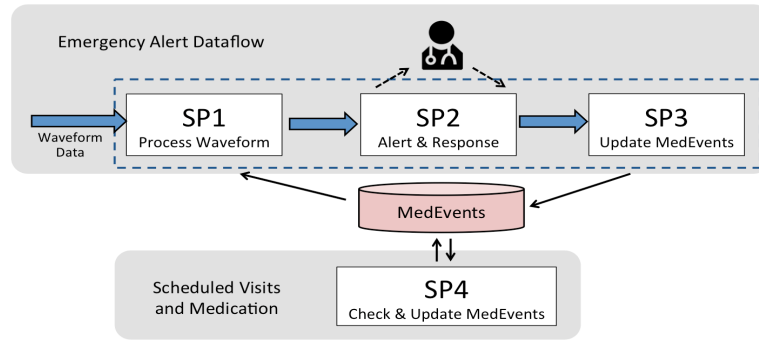 Emergency Alert Dataflow
Waveform
Data
SP1
Process Waveform
SP2
Alert & Response
SP3
Update MedEvents
MedEvents
Scheduled Visits
and Medication
SP4
Check & Update MedEvents